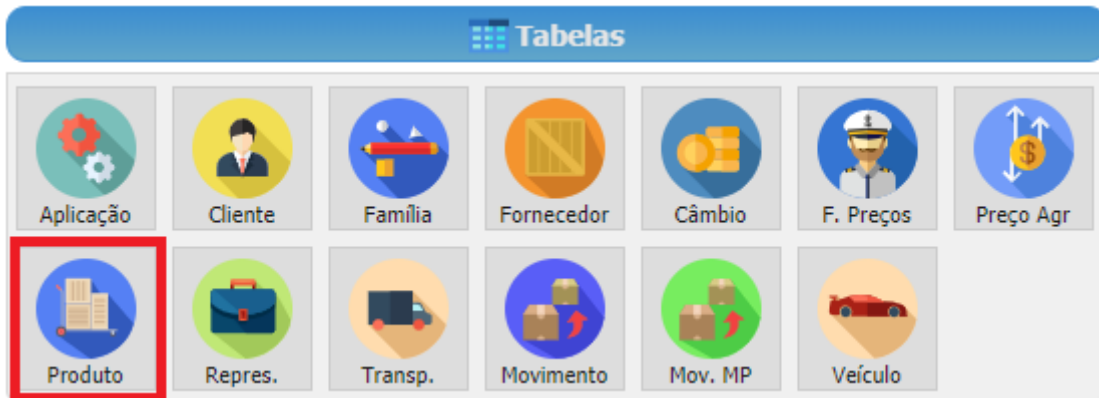 Tabelas
Aplicação Cliente Família Fornecedor Câmbio F. Preços Preço Agr
Produto Repres. Transp. Movimento Mov. MP Veículo